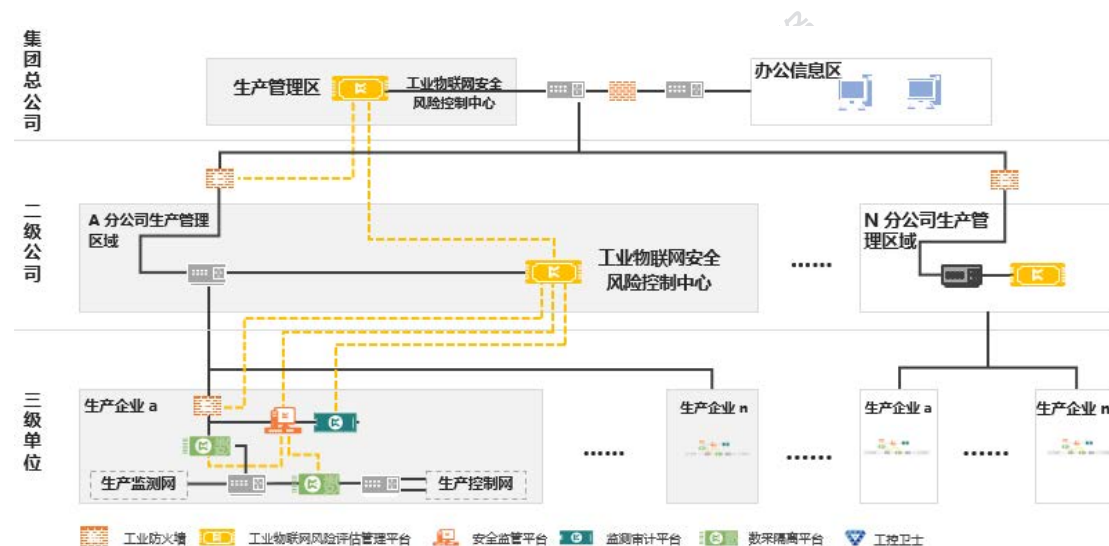 集团总公司
生产管理区
工业物联网安全
风险控制中心
办公信息区
二级公司
A 分公司生产管理
区域
工业物联网安全
风险控制中心
......
N 分公司生产管
理区域
三级单位
生产企业 a
生产监测网
生产控制网
......
生产企业 n
......
生产企业 a
......
生产企业 n
工业防火墙
工业物联网风险评估管理平台
安全监管平台
监测审计平台
数采隔离平台
工控卫士